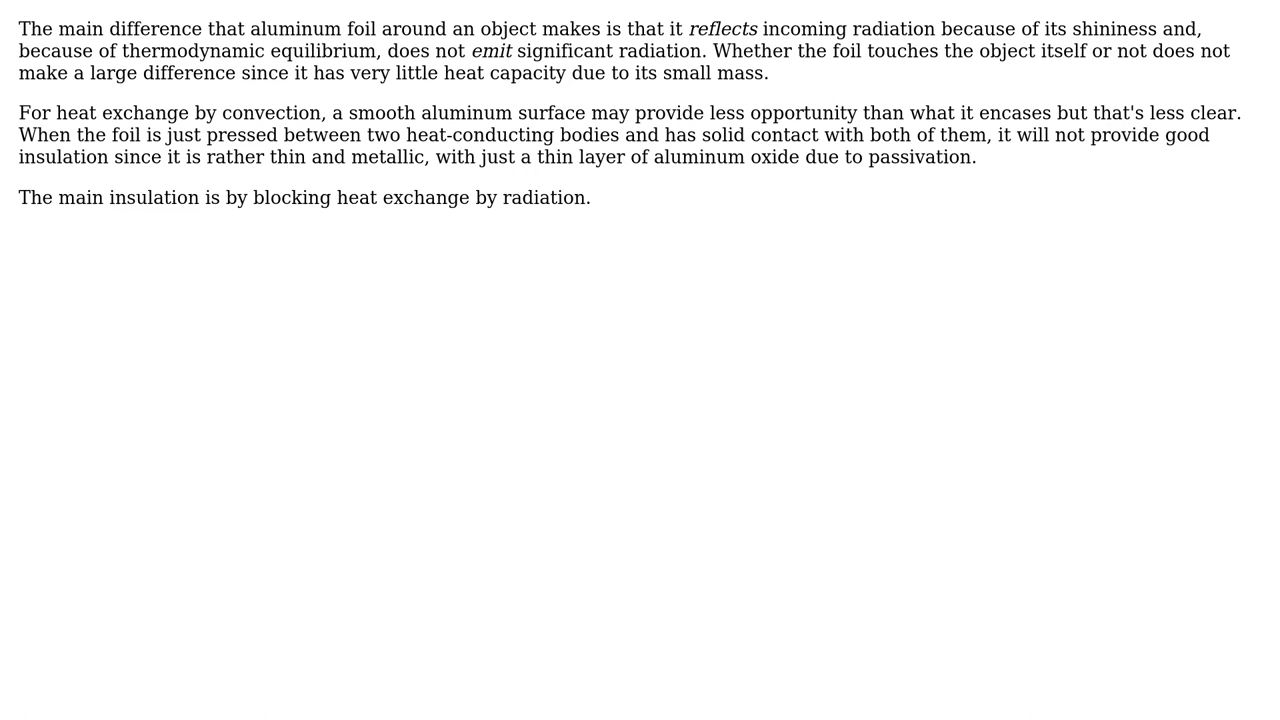 The main difference that aluminum foil around an object makes is that it reflects incoming radiation because of its shininess and,
because of thermodynamic equilibrium, does not emit significant radiation. Whether the foil touches the object itself or not does not
make a large difference since it has very little heat capacity due to its small mass.
For heat exchange by convection, a smooth aluminum surface may provide less opportunity than what it encases but that's less clear.
When the foil is just pressed between two heat-conducting bodies and has solid contact with both of them, it will not provide good
insulation since it is rather thin and metallic, with just a thin layer of aluminum oxide due to passivation.
The main insulation is by blocking heat exchange by radiation.